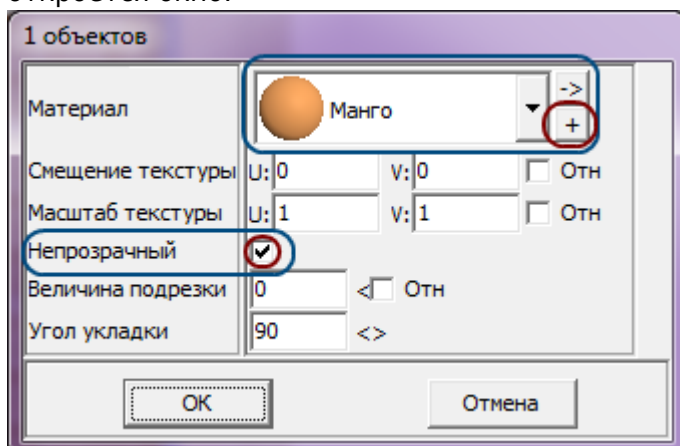 откроется окно:
1 объектов
Материал Манго -> +
Смещение текстуры U: 0 V: 0 Отн
Масштаб текстуры U: 1 V: 1 Отн
Непрозрачный
Величина подрезки 0 < Отн
Угол укладки 90 <>
OK Отмена